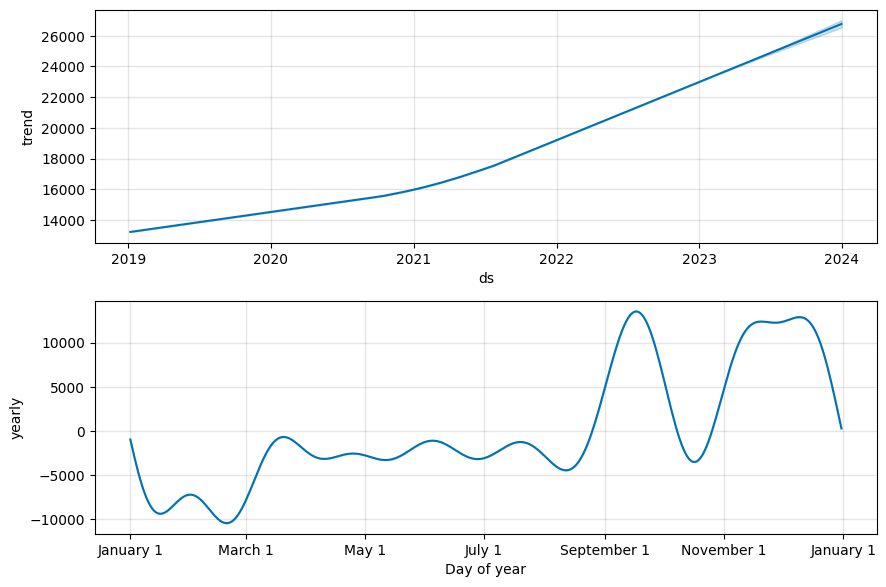 26000
24000
22000
20000
18000
16000
14000
trend
2019 2020 2021 2022 2023 2024
ds
10000
5000
0
−5000
−10000
yearly
January 1 March 1 May 1 July 1 September 1 November 1 January 1
Day of year